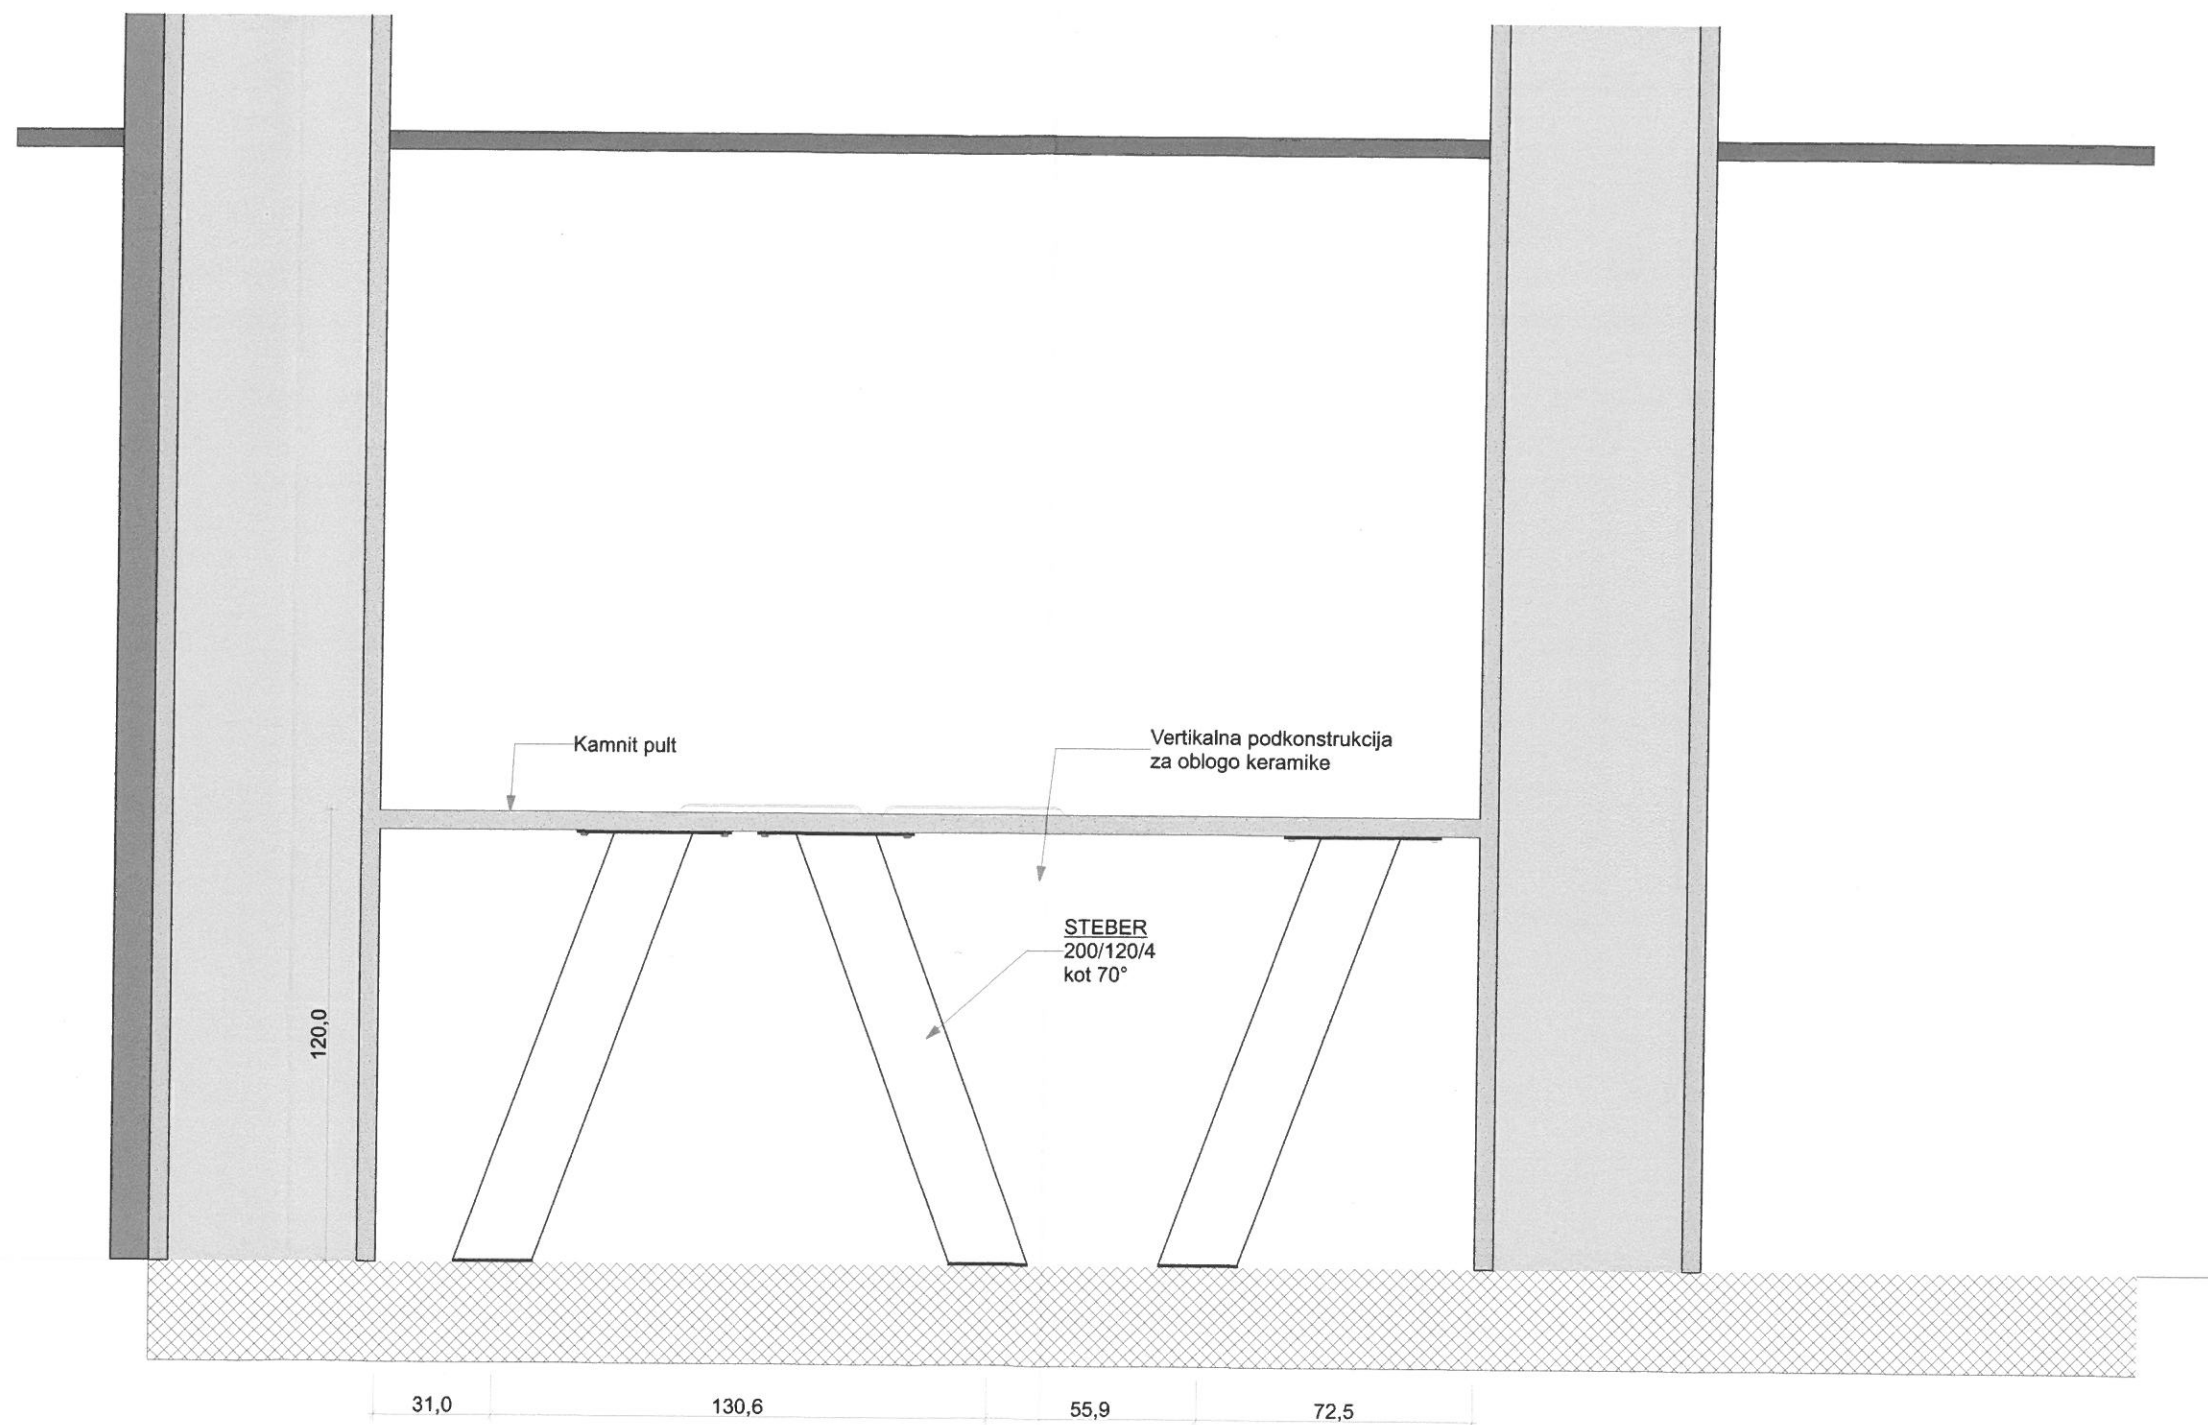 Kamnit pult
Vertikalna podkonstrukcija
za oblogo keramike
STEBER
200/120/4
kot 70°
120,0
31,0
130,6
55,9
72,5